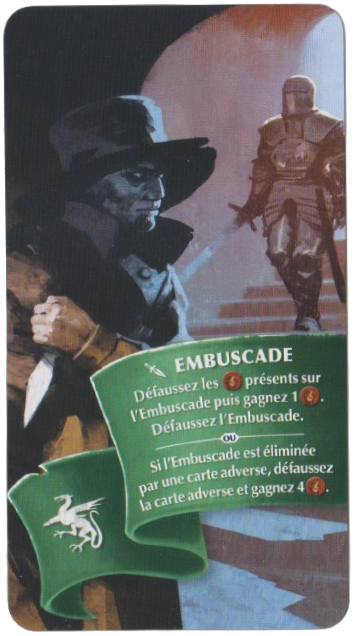 EMBUSCADE
Défaussez les présents sur
l'Embuscade puis gagnez 1 .
Défaussez l'Embuscade.
OU
Si l'Embuscade est éliminée
par une carte adverse, défaussez
la carte adverse et gagnez 4 .